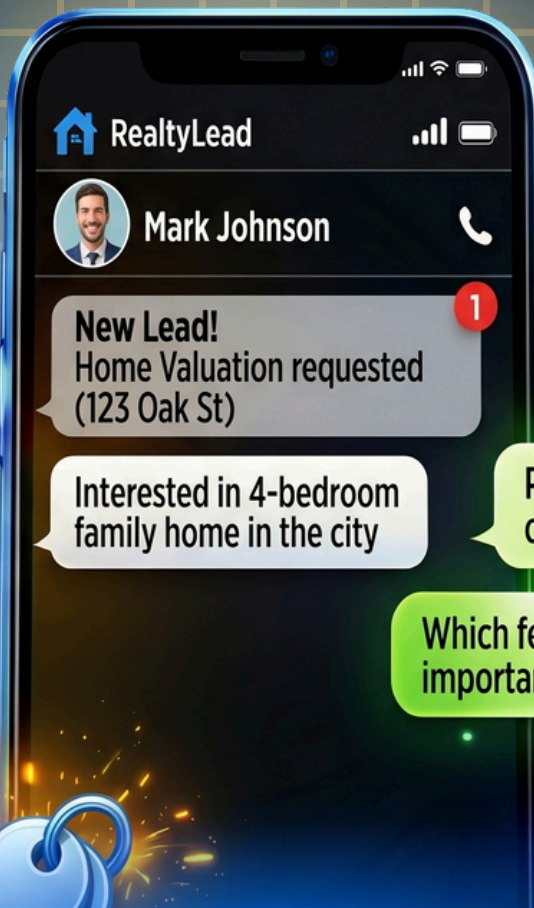 RealtyLead
Mark Johnson
1
New Lead!
Home Valuation requested
(123 Oak St)
Interested in 4-bedroom
family home in the city
Which